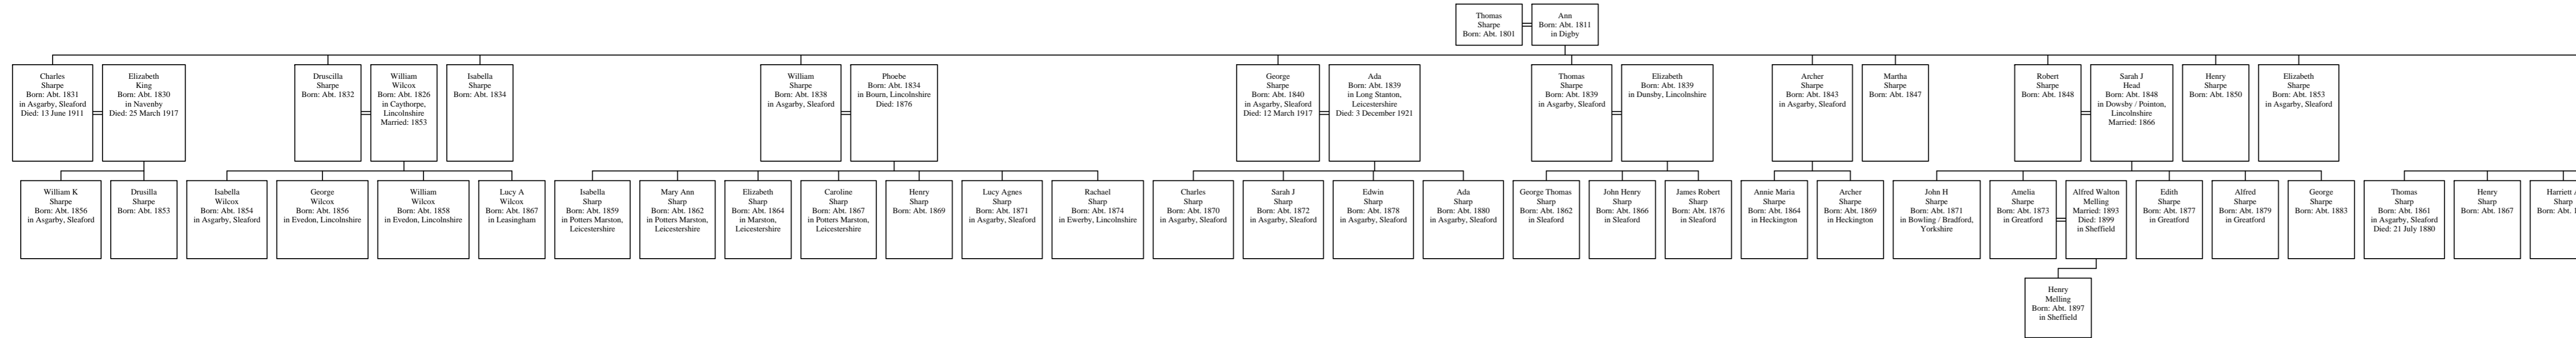 Thomas
Sharpe
Born: Abt. 1801
Ann
Born: Abt. 1811
in Digby
Charles
Sharpe
Born: Abt. 1831
in Asgarby, Sleaford
Died: 13 June 1911
Elizabeth
King
Born: Abt. 1830
in Navenby
Died: 25 March 1917
Druscilla
Sharpe
Born: Abt. 1832
William
Wilcox
Born: Abt. 1826
in Caythorpe,
Lincolnshire
Married: 1853
Isabella
Sharpe
Born: Abt. 1834
William
Sharpe
Born: Abt. 1838
in Asgarby, Sleaford
Phoebe
Born: Abt. 1834
in Bourn, Lincolnshire
Died: 1876
George
Sharpe
Born: Abt. 1840
in Asgarby, Sleaford
Died: 12 March 1917
Ada
Born: Abt. 1839
in Long Stanton,
Leicestershire
Died: 3 December 1921
Thomas
Sharpe
Born: Abt. 1839
in Asgarby, Sleaford
Elizabeth
Born: Abt. 1839
in Dunsby, Lincolnshire
Archer
Sharpe
Born: Abt. 1843
in Asgarby, Sleaford
Martha
Sharpe
Born: Abt. 1847
Robert
Sharpe
Born: Abt. 1848
Sarah J
Head
Born: Abt. 1848
in Dowsby / Pointon,
Lincolnshire
Married: 1866
Henry
Sharpe
Born: Abt. 1850
Elizabeth
Sharpe
Born: Abt. 1853
in Asgarby, Sleaford
William K
Sharpe
Born: Abt. 1856
in Asgarby, Sleaford
Drusilla
Sharpe
Born: Abt. 1853
Isabella
Wilcox
Born: Abt. 1854
in Asgarby, Sleaford
George
Wilcox
Born: Abt. 1856
in Evedon, Lincolnshire
William
Wilcox
Born: Abt. 1858
in Evedon, Lincolnshire
Lucy A
Wilcox
Born: Abt. 1867
in Leasingham
Isabella
Sharp
Born: Abt. 1859
in Potters Marston,
Leicestershire
Mary Ann
Sharp
Born: Abt. 1862
in Potters Marston,
Leicestershire
Elizabeth
Sharp
Born: Abt. 1864
in Marston,
Leicestershire
Caroline
Sharp
Born: Abt. 1867
in Potters Marston,
Leicestershire
Henry
Sharp
Born: Abt. 1869
Lucy Agnes
Sharp
Born: Abt. 1871
in Asgarby, Sleaford
Rachael
Sharp
Born: Abt. 1874
in Ewerby, Lincolnshire
Charles
Sharp
Born: Abt. 1870
in Asgarby, Sleaford
Sarah J
Sharp
Born: Abt. 1872
in Asgarby, Sleaford
Edwin
Sharp
Born: Abt. 1878
in Asgarby, Sleaford
Ada
Sharp
Born: Abt. 1880
in Asgarby, Sleaford
George Thomas
Sharp
Born: Abt. 1862
in Sleaford
John Henry
Sharp
Born: Abt. 1866
in Sleaford
James Robert
Sharp
Born: Abt. 1876
in Sleaford
Annie Maria
Sharpe
Born: Abt. 1864
in Heckington
Archer
Sharpe
Born: Abt. 1869
in Heckington
John H
Sharpe
Born: Abt. 1871
in Bowling / Bradford,
Yorkshire
Amelia
Sharpe
Born: Abt. 1873
in Greatford
Alfred Walton
Melling
Married: 1893
Died: 1899
in Sheffield
Edith
Sharpe
Born: Abt. 1877
in Greatford
Alfred
Sharpe
Born: Abt. 1879
in Greatford
George
Sharpe
Born: Abt. 1883
Thomas
Sharp
Born: Abt. 1861
in Asgarby, Sleaford
Died: 21 July 1880
Henry
Sharp
Born: Abt. 1867
Harriett
Sharp
Born: Abt.
Henry
Melling
Born: Abt. 1897
in Sheffield